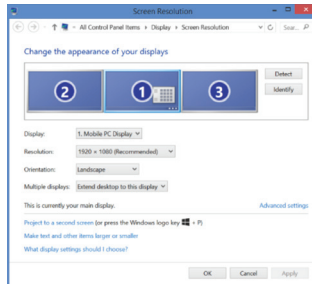 Screen Resolution
All Control Panel Items Display Screen Resolution
Change the appearance of your displays
2
1
3
Detect
Identify
Display: 1. Mobile PC Display
Resolution: 1920 × 1080 (Recommended)
Orientation: Landscape
Multiple displays: Extend desktop to this display
This is currently your main display.
Advanced settings
Project to a second screen (or press the Windows logo key + P)
Make text and other items larger or smaller
What display settings should I choose?
OK Cancel Apply